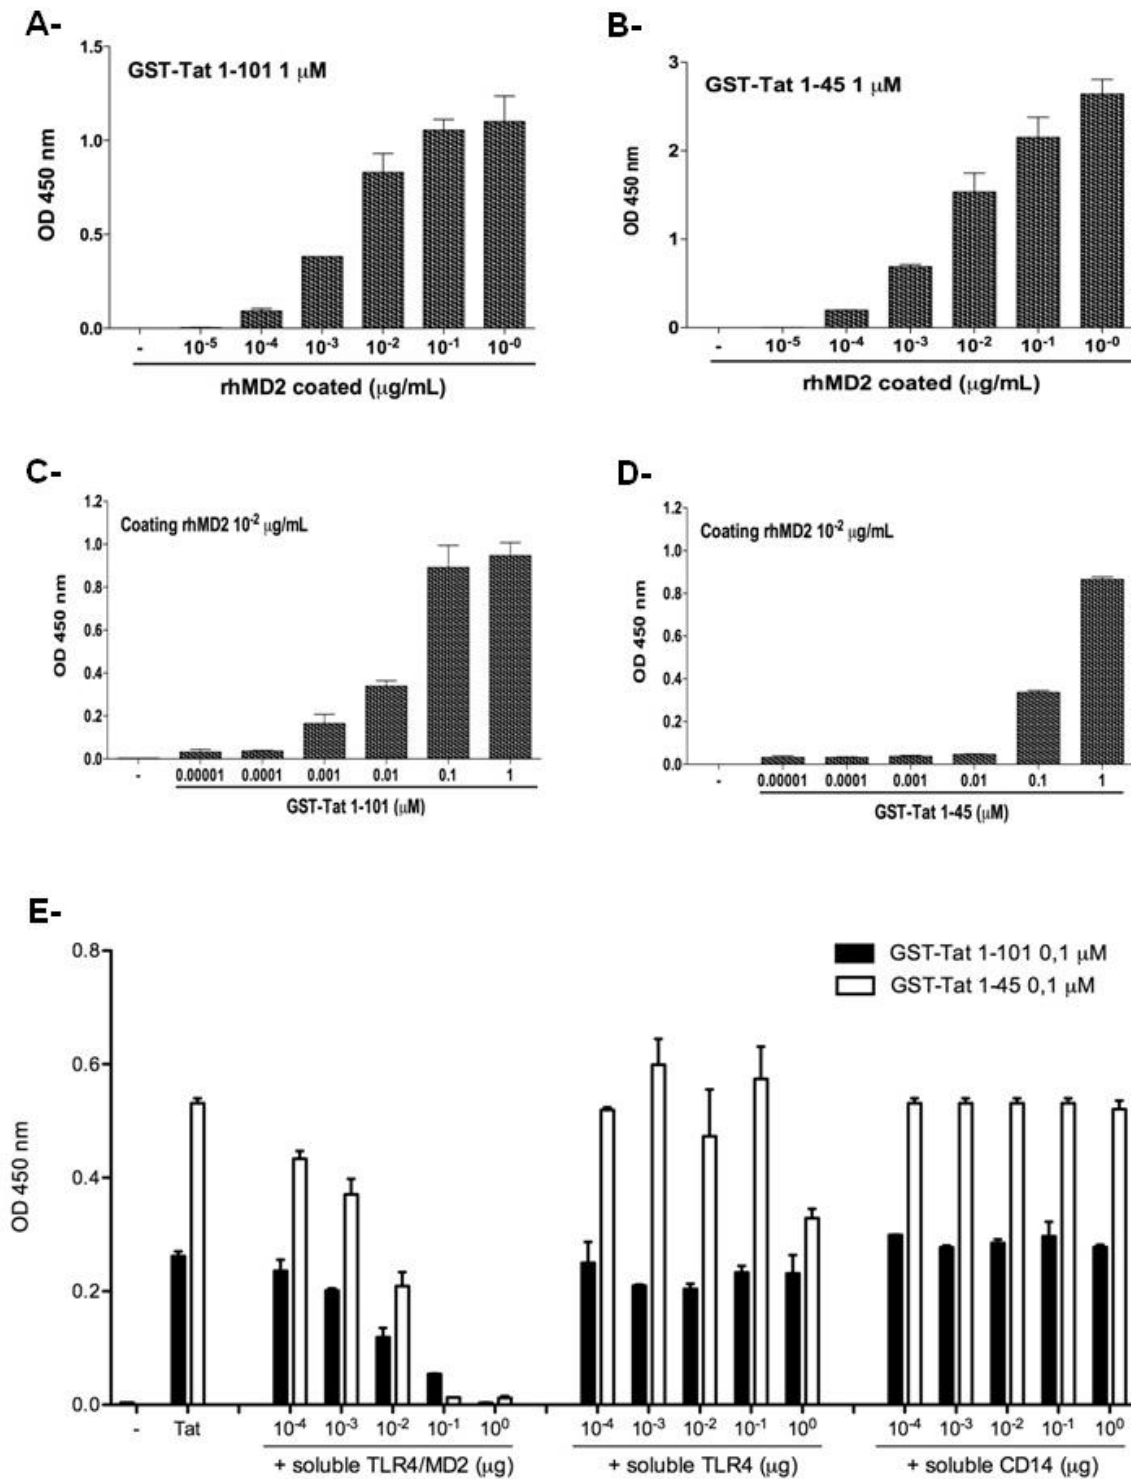 A-
GST-Tat 1-101 1 μM
OD 450 nm
1.5
1.0
0.5
0.0
- 10-5 10-4 10-3 10-2 10-1 10-0
rhMD2 coated (μg/mL)
B-
GST-Tat 1-45 1 μM
OD 450 nm
3
2
1
0
- 10-5 10-4 10-3 10-2 10-1 10-0
rhMD2 coated (μg/mL)
C-
Coating rhMD2 10-2 μg/mL
OD 450 nm
1.2
1.0
0.8
0.6
0.4
0.2
0.0
- 0.00001 0.0001 0.001 0.01 0.1 1
GST-Tat 1-101 (μM)
D-
Coating rhMD2 10-2 μg/mL
OD 450 nm
1.2
1.0
0.8
0.6
0.4
0.2
0.0
- 0.00001 0.0001 0.001 0.01 0.1 1
GST-Tat 1-45 (μM)
E-
GST-Tat 1-101 0,1 μM
GST-Tat 1-45 0,1 μM
OD 450 nm
0.8
0.6
0.4
0.2
0.0
- Tat 10-4 10-3 10-2 10-1 100 10-4 10-3 10-2 10-1 100 10-4 10-3 10-2 10-1 100
+ soluble TLR4/MD2 (μg) + soluble TLR4 (μg) + soluble CD14 (μg)